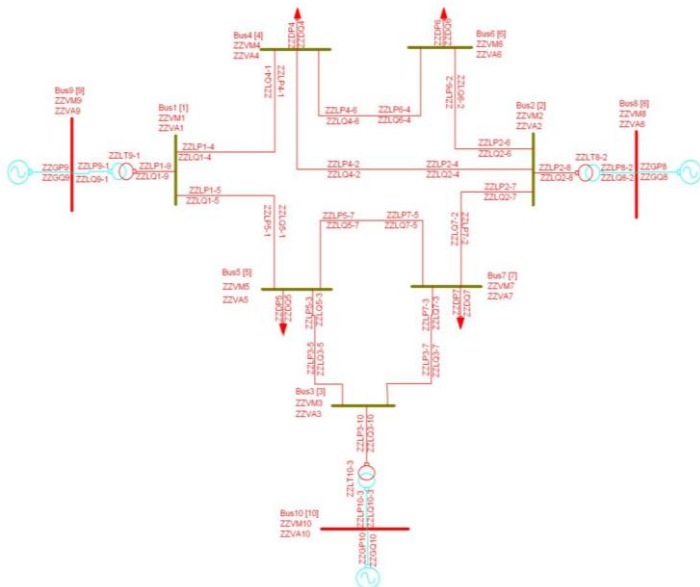 Bus4 [4]
ZZVM4
ZZVA4
ZZDP4
ZZDQ4
Bus6 [6]
ZZVM6
ZZVA6
ZZDP6
ZZDQ6
ZZLQ4-1
ZZLP4-1
ZZLP6-2
ZZLQ6-2
Bus9 [9]
ZZVM9
ZZVA9
Bus1 [1]
ZZVM1
ZZVA1
ZZLP4-6
ZZLQ4-6
ZZLP6-4
ZZLQ6-4
Bus2 [2]
ZZVM2
ZZVA2
Bus8 [8]
ZZVM8
ZZVA8
ZZLP1-4
ZZLQ1-4
ZZLP2-6
ZZLQ2-6
ZZLT9-1
ZZLT8-2
ZZGP9
ZZGQ9
ZZLP9-1
ZZLQ9-1
ZZLP1-9
ZZLQ1-9
ZZLP4-2
ZZLQ4-2
ZZLP2-4
ZZLQ2-4
ZZLP2-8
ZZLQ2-8
ZZLP8-2
ZZLQ8-2
ZZGP8
ZZGQ8
ZZLP1-5
ZZLQ1-5
ZZLP2-7
ZZLQ2-7
ZZLP5-1
ZZLQ5-1
ZZLP5-7
ZZLQ5-7
ZZLP7-5
ZZLQ7-5
ZZLQ7-2
ZZLP7-2
Bus5 [5]
ZZVM5
ZZVA5
ZZDP5
ZZDQ5
ZZLP5-3
ZZLQ5-3
Bus7 [7]
ZZVM7
ZZVA7
ZZLP7-3
ZZLQ7-3
ZZDP7
ZZDQ7
ZZLP3-5
ZZLQ3-5
ZZLP3-7
ZZLQ3-7
Bus3 [3]
ZZVM3
ZZVA3
ZZLP3-10
ZZLQ3-10
ZZLT10-3
ZZLP10-3
ZZLQ10-3
Bus10 [10]
ZZVM10
ZZVA10
ZZGP10
ZZGQ10